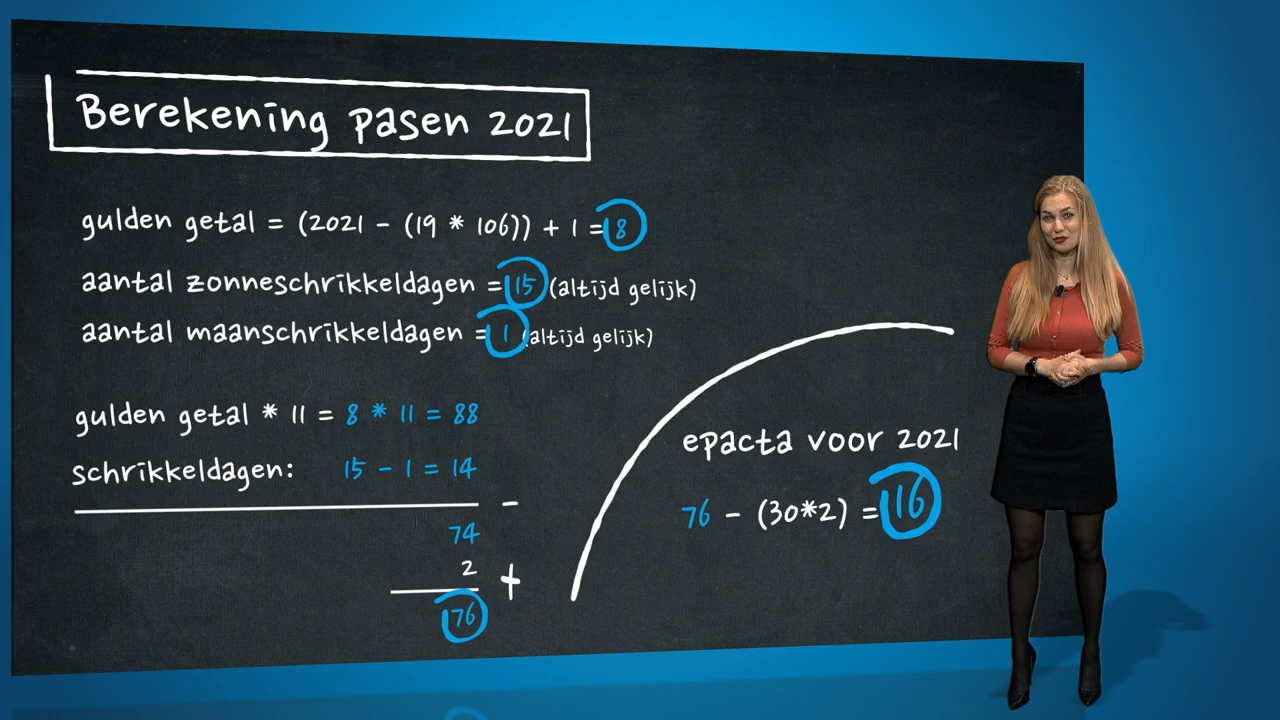 Berekening pasen 2021
gulden getal = (2021 - (19 * 106)) + 1 = 8
aantal zonneschrikkeldagen = 15 (altijd gelijk)
aantal maanschrikkeldagen = 1 (altijd gelijk)
gulden getal * 11 = 8 * 11 = 88
schrikkeldagen: 15 - 1 = 14
-
74
2 +
76
epacta voor 2021
76 - (30*2) = 16